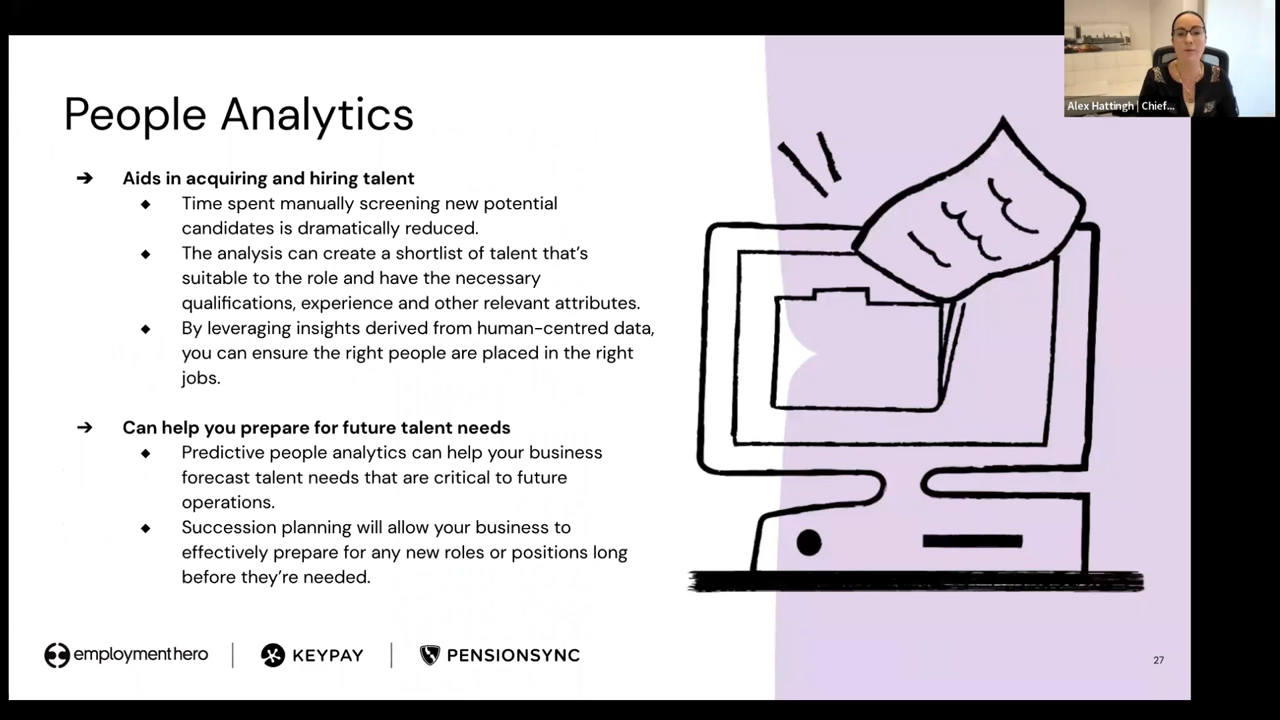 Alex Hattingh | Chief...
People Analytics
➔ Aids in acquiring and hiring talent
◆ Time spent manually screening new potential
candidates is dramatically reduced.
◆ The analysis can create a shortlist of talent that's
suitable to the role and have the necessary
qualifications, experience and other relevant attributes.
◆ By leveraging insights derived from human-centred data,
you can ensure the right people are placed in the right
jobs.
➔ Can help you prepare for future talent needs
◆ Predictive people analytics can help your business
forecast talent needs that are critical to future
operations.
◆ Succession planning will allow your business to
effectively prepare for any new roles or positions long
before they're needed.
employmenthero | KEYPAY | PENSIONSYNC
27